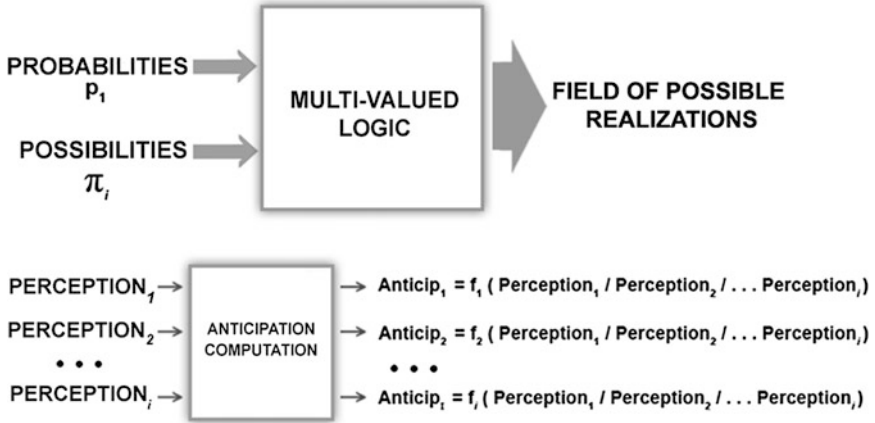 PROBABILITIES
p₁
POSSIBILITIES
πᵢ
MULTI-VALUED
LOGIC
FIELD OF POSSIBLE
REALIZATIONS
PERCEPTION₁
PERCEPTION₂
• • •
PERCEPTIONᵢ
ANTICIPATION
COMPUTATION
Anticip₁ = f₁ ( Perception₁ / Perception₂ / . . . Perceptionᵢ)
Anticip₂ = f₂ ( Perception₁ / Perception₂ / . . . Perceptionᵢ)
• • •
Anticip_I = fᵢ ( Perception₁ / Perception₂ / . . . Perceptionᵢ)